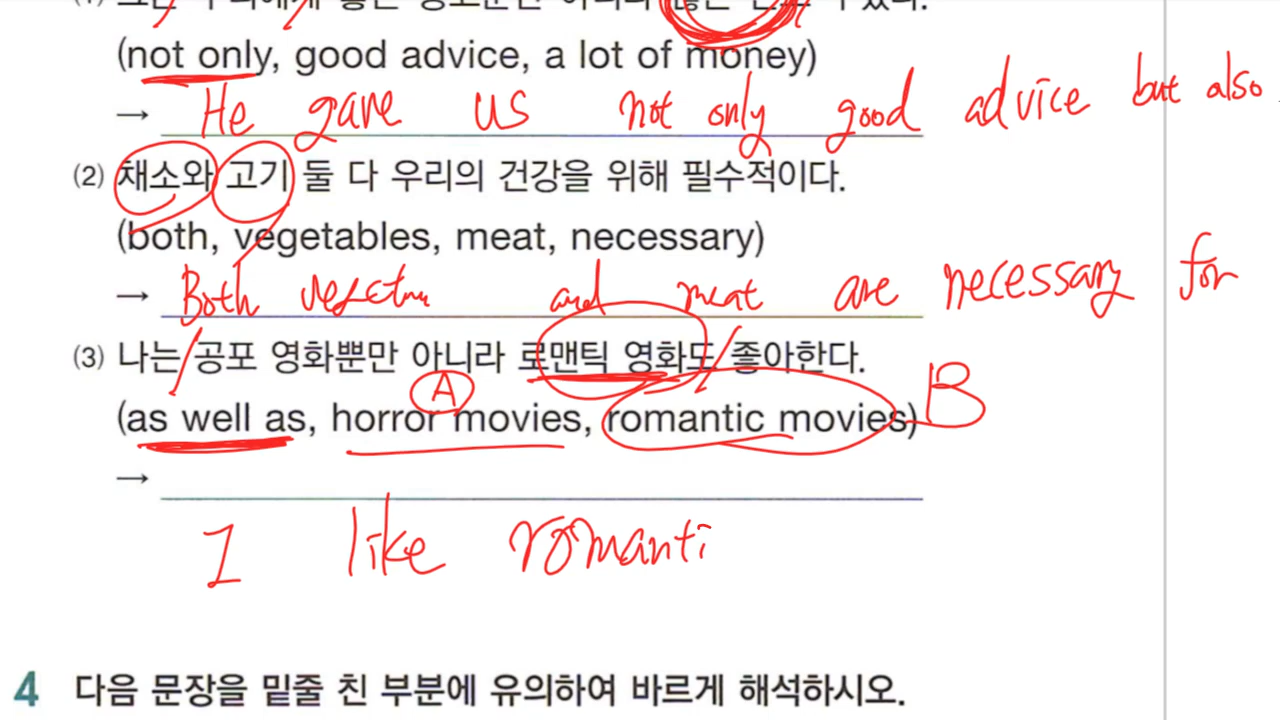 (not only, good advice, a lot of money)
→ He gave us not only good advice but also
(2) 채소와 고기 둘 다 우리의 건강을 위해 필수적이다.
(both, vegetables, meat, necessary)
→ Both and meat are necessary for
(3) 나는 공포 영화뿐만 아니라 로맨틱 영화도 좋아한다.
A
(as well as, horror movies, romantic movies) B
→
I like romanti
4 다음 문장을 밑줄 친 부분에 유의하여 바르게 해석하시오.